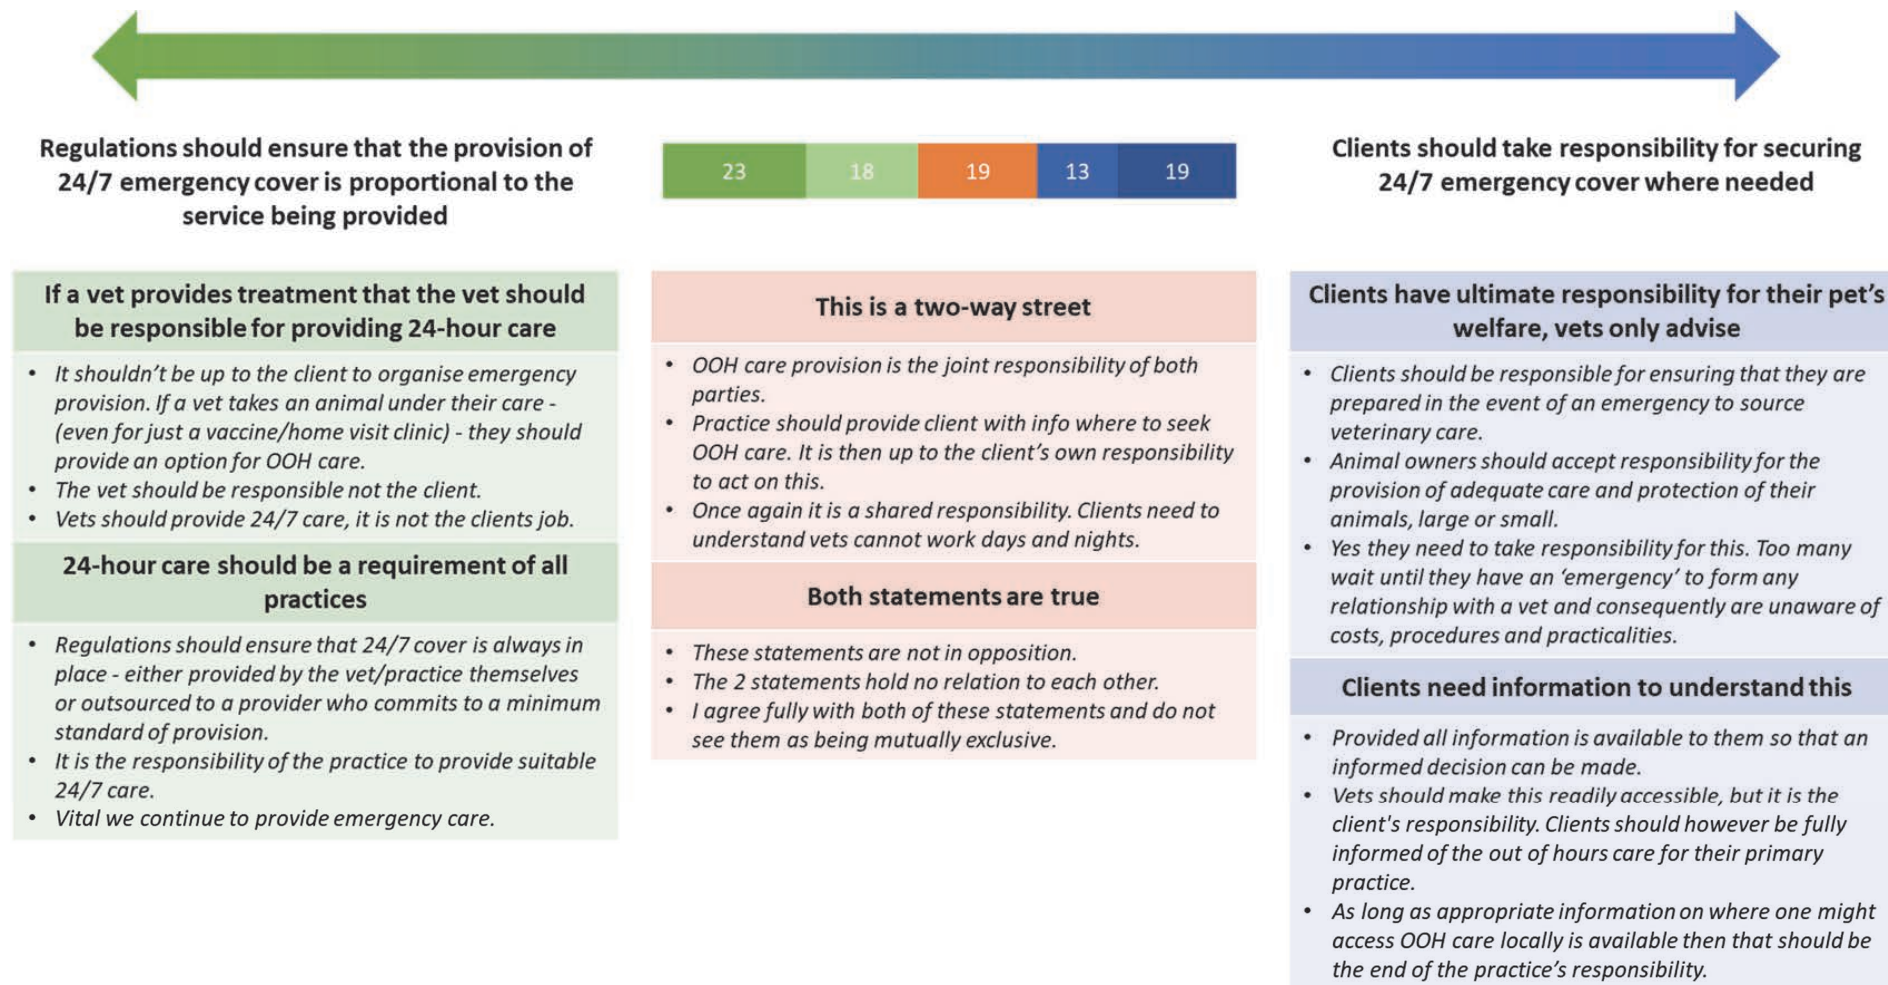 Regulations should ensure that the provision of
24/7 emergency cover is proportional to the
service being provided
23 18 19 13 19
Clients should take responsibility for securing
24/7 emergency cover where needed
If a vet provides treatment that the vet should
be responsible for providing 24-hour care
• It shouldn't be up to the client to organise emergency
provision. If a vet takes an animal under their care -
(even for just a vaccine/home visit clinic) - they should
provide an option for OOH care.
• The vet should be responsible not the client.
• Vets should provide 24/7 care, it is not the clients job.
24-hour care should be a requirement of all
practices
• Regulations should ensure that 24/7 cover is always in
place - either provided by the vet/practice themselves
or outsourced to a provider who commits to a minimum
standard of provision.
• It is the responsibility of the practice to provide suitable
24/7 care.
• Vital we continue to provide emergency care.
This is a two-way street
• OOH care provision is the joint responsibility of both
parties.
• Practice should provide client with info where to seek
OOH care. It is then up to the client's own responsibility
to act on this.
• Once again it is a shared responsibility. Clients need to
understand vets cannot work days and nights.
Both statements are true
• These statements are not in opposition.
• The 2 statements hold no relation to each other.
• I agree fully with both of these statements and do not
see them as being mutually exclusive.
Clients have ultimate responsibility for their pet's
welfare, vets only advise
• Clients should be responsible for ensuring that they are
prepared in the event of an emergency to source
veterinary care.
• Animal owners should accept responsibility for the
provision of adequate care and protection of their
animals, large or small.
• Yes they need to take responsibility for this. Too many
wait until they have an 'emergency' to form any
relationship with a vet and consequently are unaware of
costs, procedures and practicalities.
Clients need information to understand this
• Provided all information is available to them so that an
informed decision can be made.
• Vets should make this readily accessible, but it is the
client's responsibility. Clients should however be fully
informed of the out of hours care for their primary
practice.
• As long as appropriate information on where one might
access OOH care locally is available then that should be
the end of the practice's responsibility.